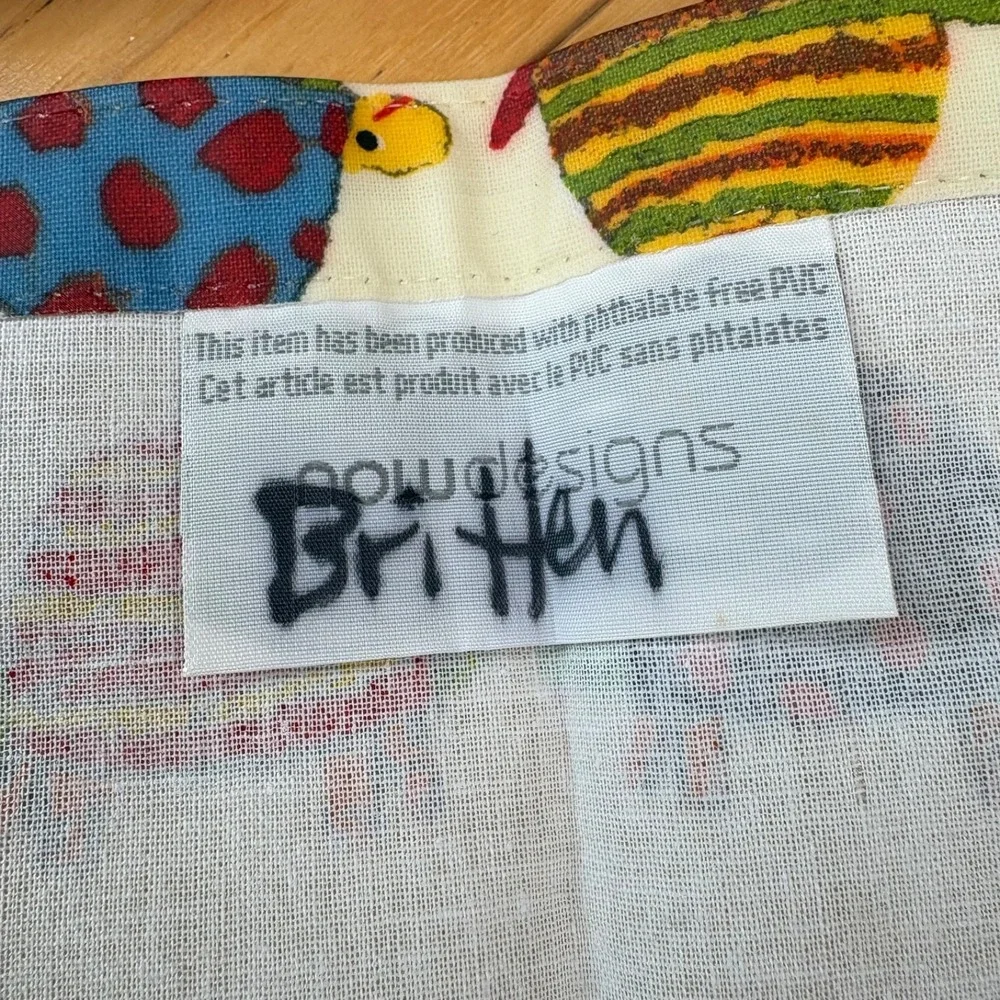 This item has been produced with phthalate free PVC
Cet article est produit avec le PVC sans phtalates
nowdesigns
Britten